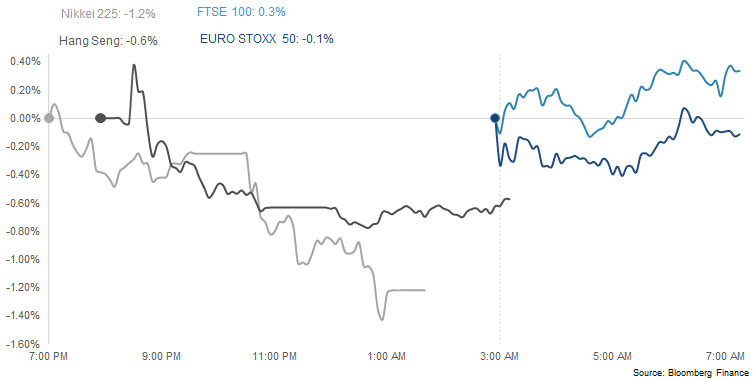 Nikkei 225: -1.2%
FTSE 100: 0.3%
Hang Seng: -0.6%
EURO STOXX 50: -0.1%
0.40%
0.20%
0.00%
-0.20%
-0.40%
-0.60%
-0.80%
-1.00%
-1.20%
-1.40%
-1.60%
7:00 PM
9:00 PM
11:00 PM
1:00 AM
3:00 AM
5:00 AM
7:00 AM
Source: Bloomberg Finance